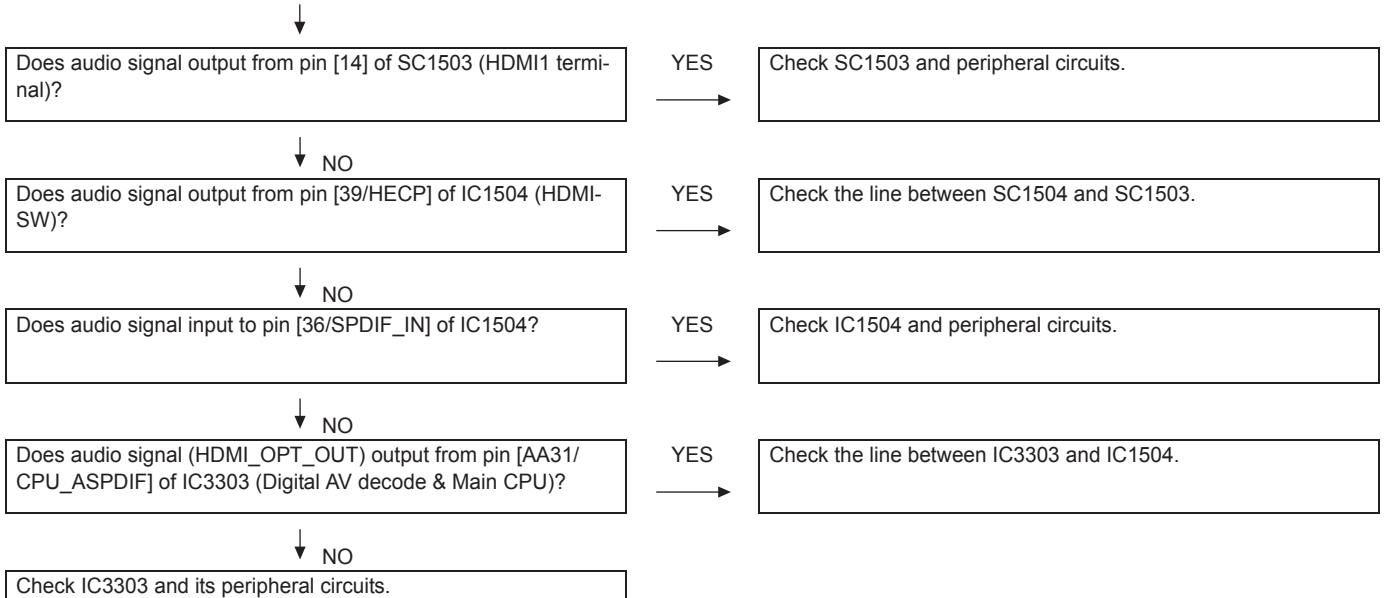 Does audio signal output from pin [14] of SC1503 (HDMI1 termi-
nal)?
YES
Check SC1503 and peripheral circuits.
NO
Does audio signal output from pin [39/HECP] of IC1504 (HDMI-
SW)?
YES
Check the line between SC1504 and SC1503.
NO
Does audio signal input to pin [36/SPDIF_IN] of IC1504?
YES
Check IC1504 and peripheral circuits.
NO
Does audio signal (HDMI_OPT_OUT) output from pin [AA31/
CPU_ASPDIF] of IC3303 (Digital AV decode & Main CPU)?
YES
Check the line between IC3303 and IC1504.
NO
Check IC3303 and its peripheral circuits.